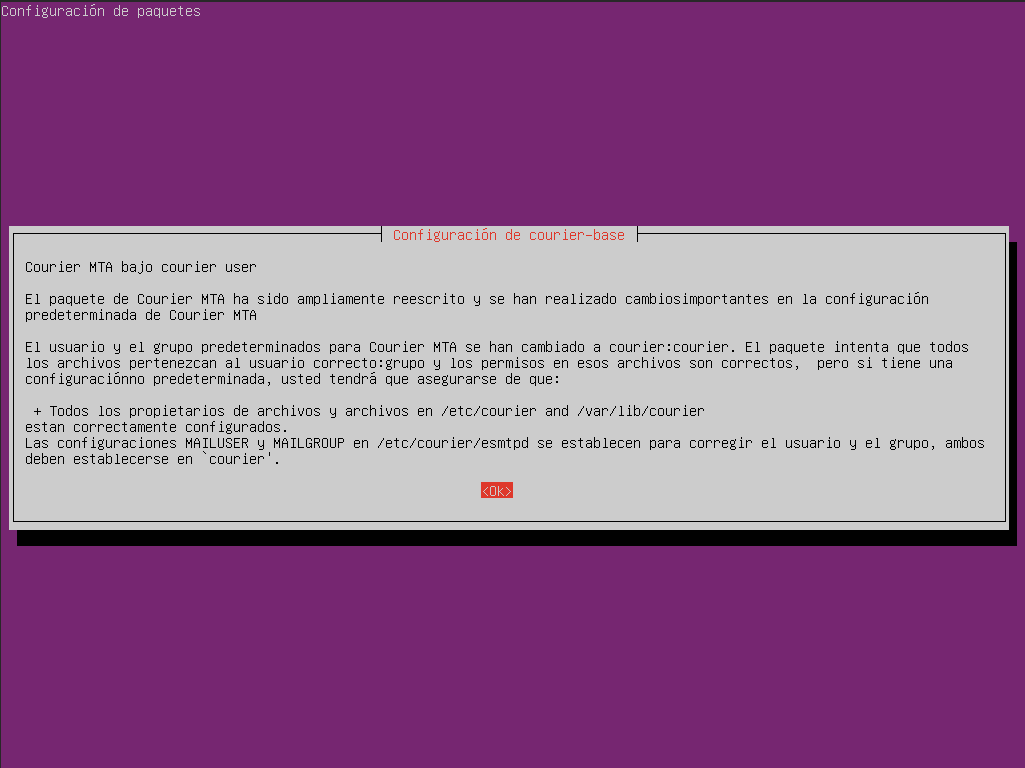 Configuración de paquetes
Configuración de courier-base
Courier MTA bajo courier user
El paquete de Courier MTA ha sido ampliamente reescrito y se han realizado cambiosimportantes en la configuración
predeterminada de Courier MTA
El usuario y el grupo predeterminados para Courier MTA se han cambiado a courier:courier. El paquete intenta que todos
los archivos pertenezcan al usuario correcto:grupo y los permisos en esos archivos son correctos,  pero si tiene una
configuraciónno predeterminada, usted tendrá que asegurarse de que:
+ Todos los propietarios de archivos y archivos en /etc/courier and /var/lib/courier
estan correctamente configurados.
Las configuraciones MAILUSER y MAILGROUP en /etc/courier/esmtpd se establecen para corregir el usuario y el grupo, ambos
deben establecerse en `courier'.
<Ok>